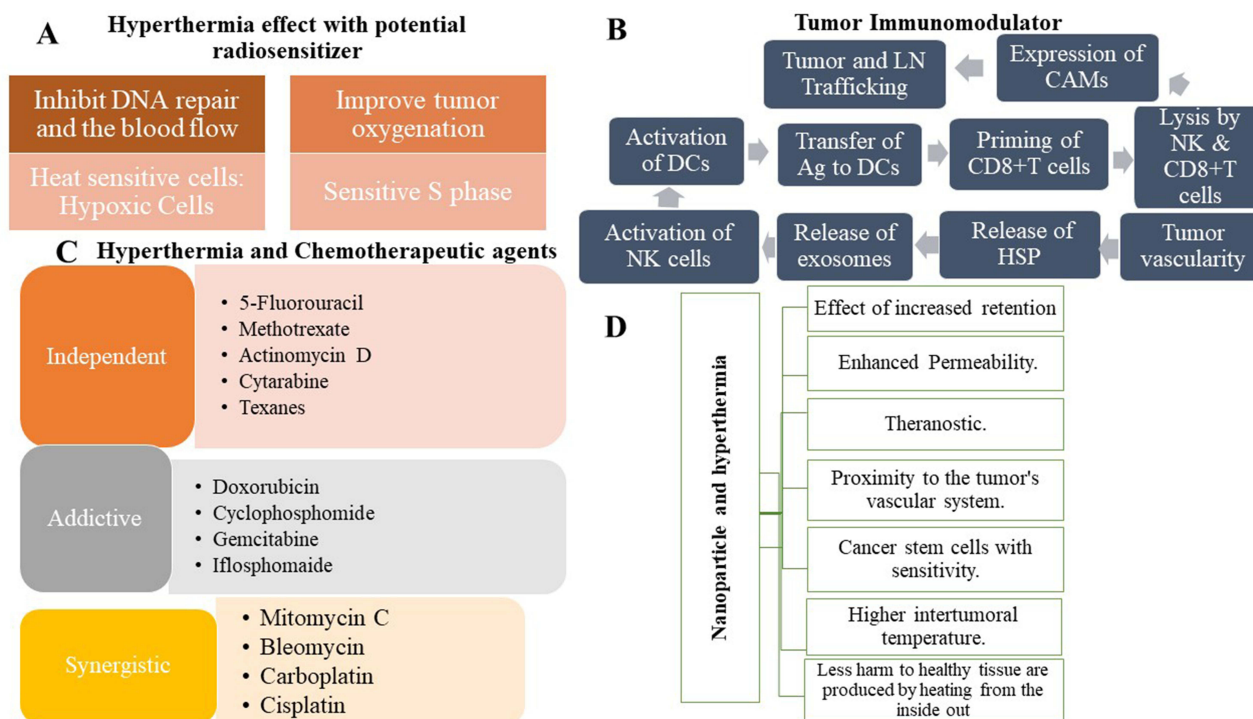 A
Hyperthermia effect with potential
radiosensitizer
Inhibit DNA repair
and the blood flow
Improve tumor
oxygenation
Heat sensitive cells:
Hypoxic Cells
Sensitive S phase
B
Tumor Immunomodulator
Tumor and LN
Trafficking
Expression of
CAMs
Activation
of DCs
Transfer of
Ag to DCs
Priming of
CD8+T cells
Lysis by
NK &
CD8+T
cells
Activation of
NK cells
Release of
exosomes
Release of
HSP
Tumor
vascularity
C
Hyperthermia and Chemotherapeutic agents
Independent
• 5-Fluorouracil
• Methotrexate
• Actinomycin D
• Cytarabine
• Texanes
Addictive
• Doxorubicin
• Cyclophosphomide
• Gemcitabine
• Iflosphomaide
Synergistic
• Mitomycin C
• Bleomycin
• Carboplatin
• Cisplatin
D
Nanoparticle and hyperthermia
Effect of increased retention
Enhanced Permeability.
Theranostic.
Proximity to the tumor's
vascular system.
Cancer stem cells with
sensitivity.
Higher intertumoral
temperature.
Less harm to healthy tissue are
produced by heating from the
inside out